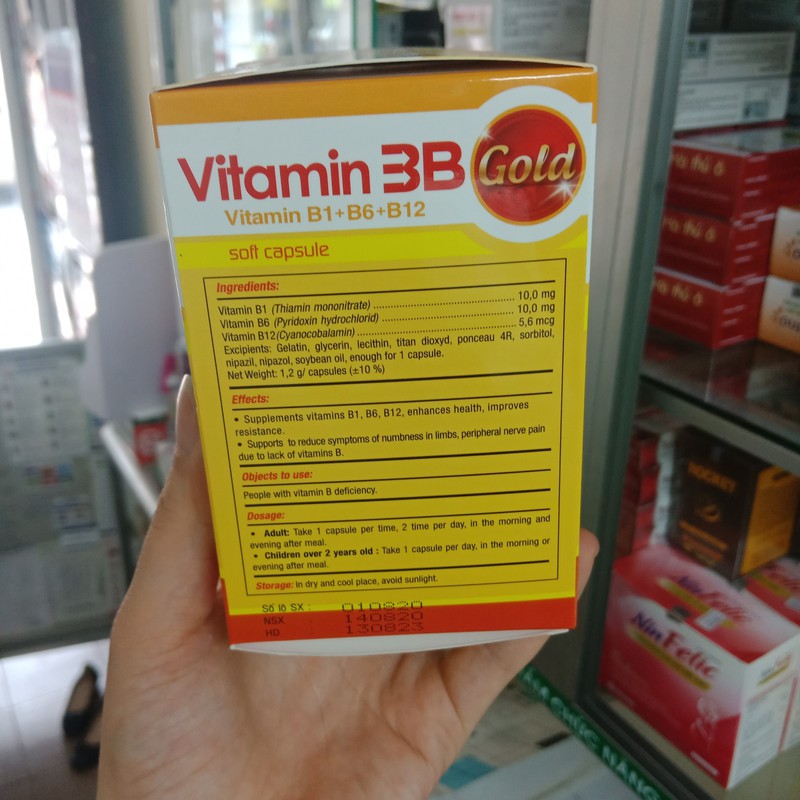 Vitamin 3B
Gold
Vitamin B1+B6+B12
soft capsule
Ingredients:
Vitamin B1 (Thiamin mononitrate) ........................................ 10,0 mg
Vitamin B6 (Pyridoxin hydrochlorid) ...................................... 10,0 mg
Vitamin B12(Cyanocobalamin) ............................................. 5,6 mcg
Excipients: Gelatin, glycerin, lecithin, titan dioxyd, ponceau 4R, sorbitol,
nipazil, nipazol, soybean oil, enough for 1 capsule.
Net Weight: 1,2 g/ capsules (±10 %)
Effects:
• Supplements vitamins B1, B6, B12, enhances health, improves
resistance.
• Supports to reduce symptoms of numbness in limbs, peripheral nerve pain
due to lack of vitamins B.
Objects to use:
People with vitamin B deficiency.
Dosage:
• Adult: Take 1 capsule per time, 2 time per day, in the morning and
evening after meal.
• Children over 2 years old : Take 1 capsule per day, in the morning or
evening after meal.
Storage: In dry and cool place, avoid sunlight.
Số lô SX : 010820
NSX : 140820
HD : 130823
ROCKET
NinFelic
NinFelic
CHỨC NĂNG